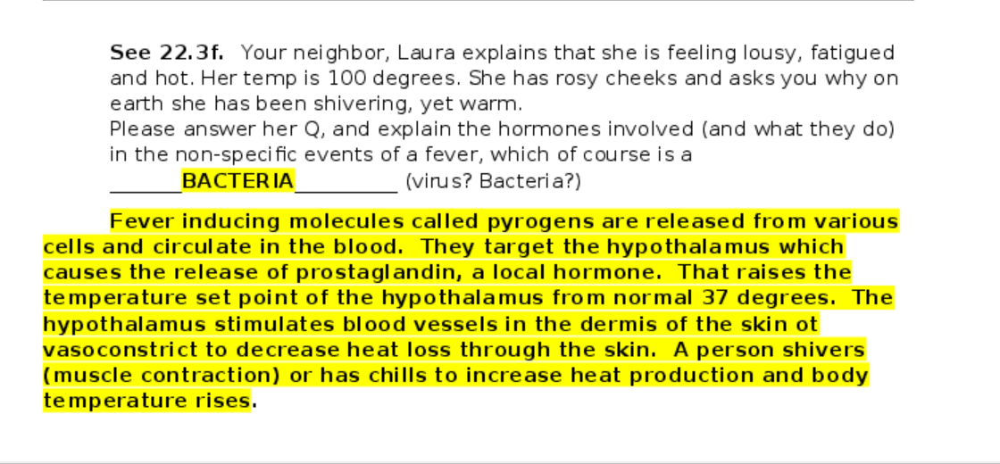 See 22.3f. Your neighbor, Laura explains that she is feeling lousy, fatigued
and hot. Her temp is 100 degrees. She has rosy cheeks and asks you why on
earth she has been shivering, yet warm.
Please answer her Q, and explain the hormones involved (and what they do)
in the non-specific events of a fever, which of course is a
_______BACTERIA__________ (virus? Bacteria?)
Fever inducing molecules called pyrogens are released from various
cells and circulate in the blood. They target the hypothalamus which
causes the release of prostaglandin, a local hormone. That raises the
temperature set point of the hypothalamus from normal 37 degrees. The
hypothalamus stimulates blood vessels in the dermis of the skin ot
vasoconstrict to decrease heat loss through the skin. A person shivers
(muscle contraction) or has chills to increase heat production and body
temperature rises.